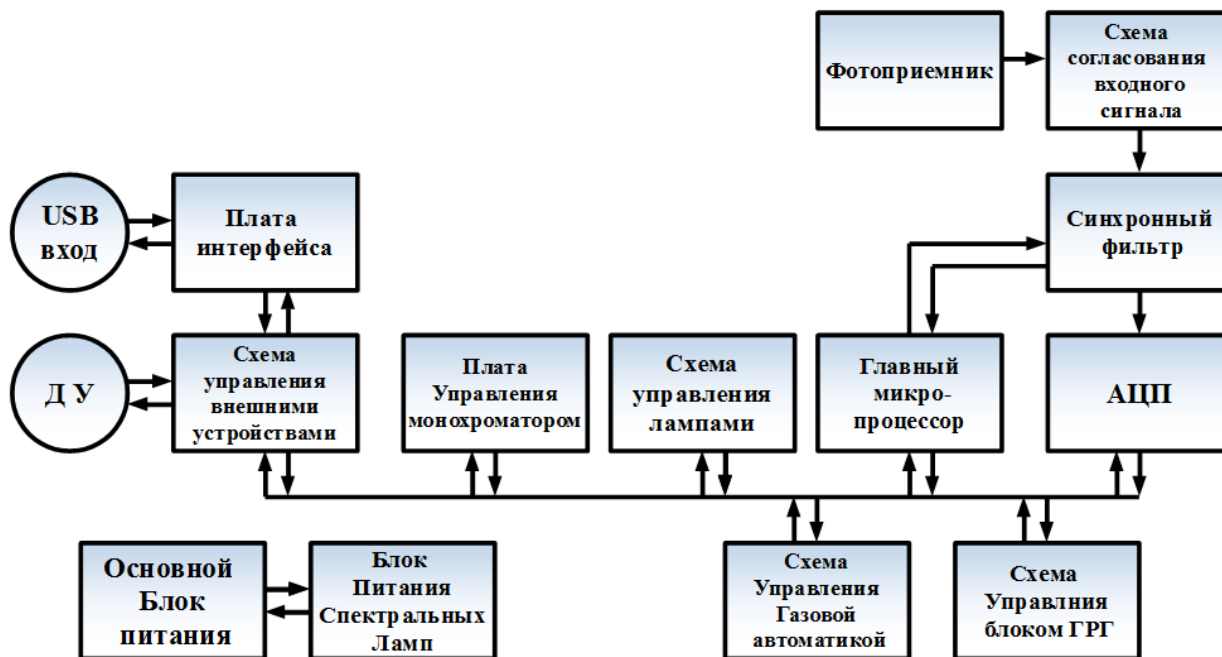 Фотоприемник
Схема
согласования
входного
сигнала
USB
вход
Плата
интерфейса
Синхронный
фильтр
Д У
Схема
управления
внешними
устройствами
Плата
Управления
монохроматором
Схема
управления
лампами
Главный
микро-
процессор
АЦП
Основной
Блок
питания
Блок
Питания
Спектральных
Ламп
Схема
Управления
Газовой
автоматикой
Схема
Управлния
блоком ГРГ